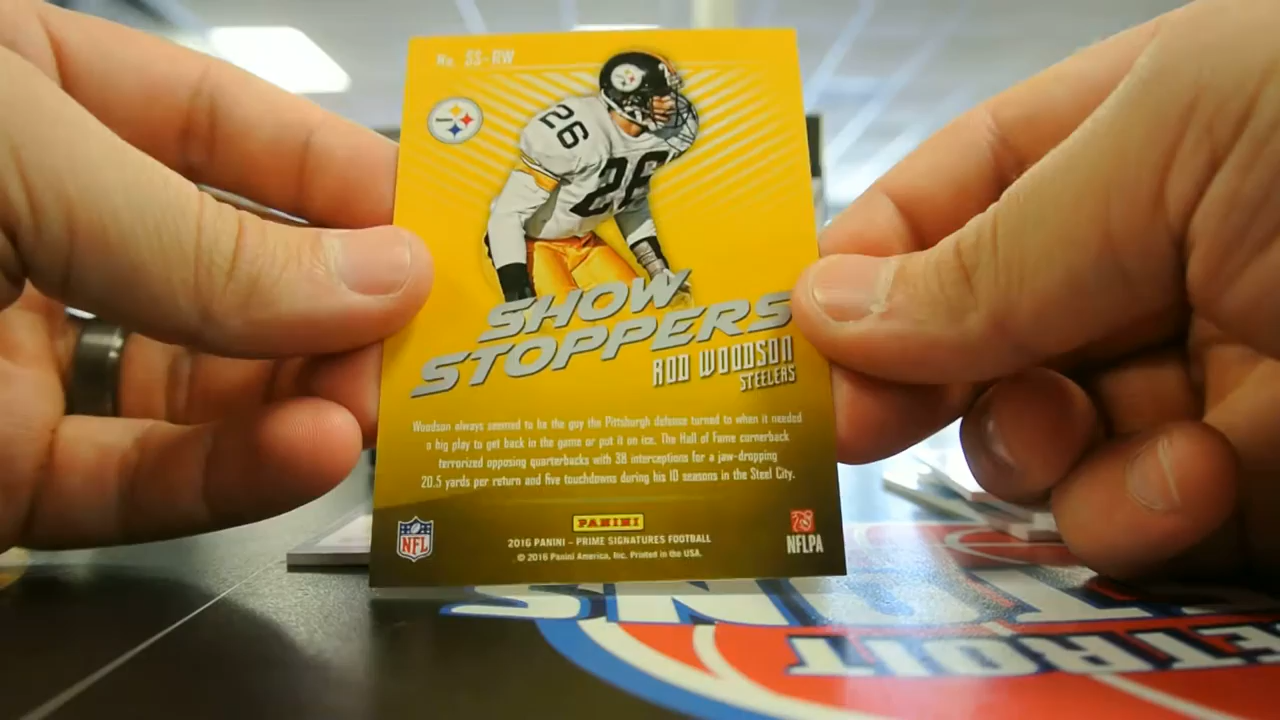 No. SS-RW
26
26
SHOW
STOPPERS
ROD WOODSON
STEELERS
Woodson always seemed to be the guy the Pittsburgh defense turned to when it needed
a big play to get back in the game or put it on ice. The Hall of Fame cornerback
terrorized opposing quarterbacks with 38 interceptions for a jaw-dropping
20.5 yards per return and five touchdowns during his 10 seasons in the Steel City.
NFL
PANINI
2016 PANINI – PRIME SIGNATURES FOOTBALL
© 2016 Panini America, Inc. Printed in the USA.
NFLPA
DETROIT